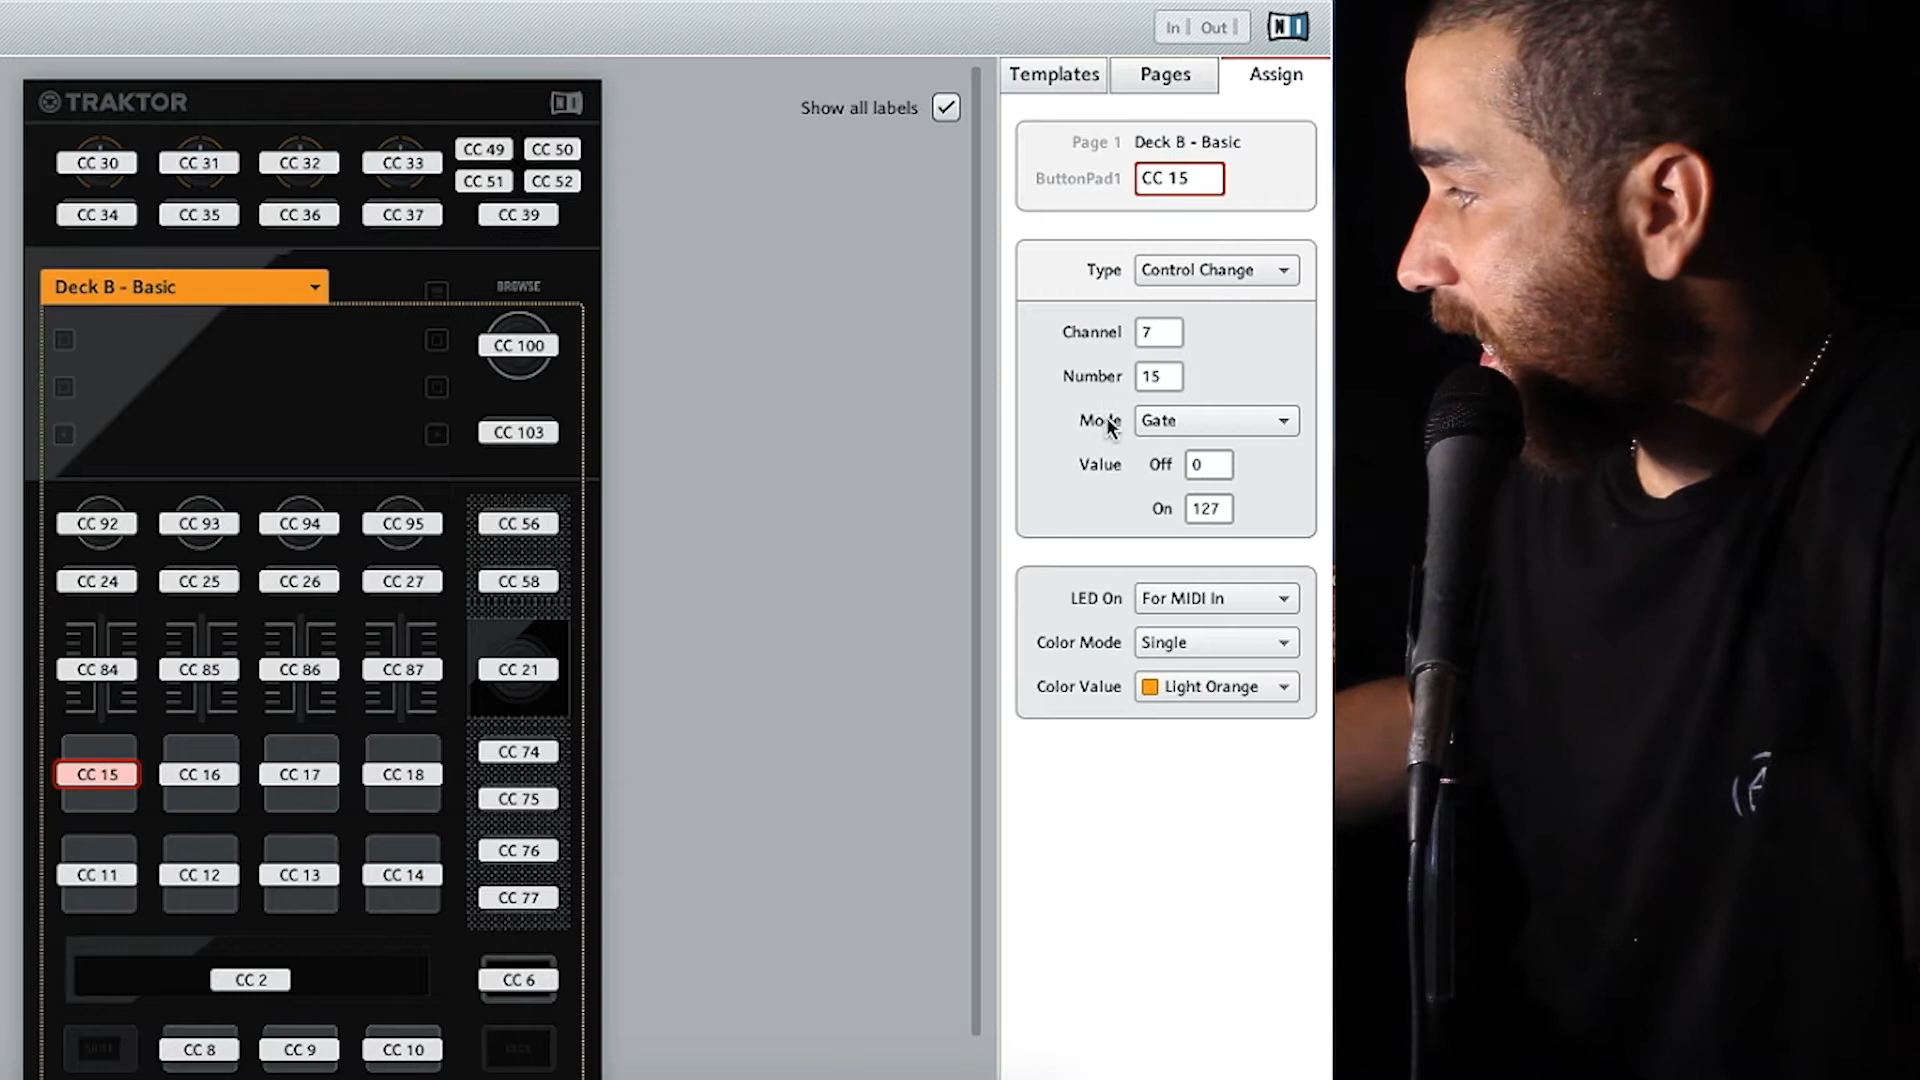 In Out
NI
Templates Pages Assign
TRAKTOR
NI
Show all labels
Page 1 Deck B - Basic
ButtonPad1 CC 15
CC 30 CC 31 CC 32 CC 33 CC 49 CC 50
CC 51 CC 52
CC 34 CC 35 CC 36 CC 37 CC 39
Type Control Change
Deck B - Basic
BROWSE
CC 100
CC 103
Channel 7
Number 15
Mode Gate
Value Off 0
On 127
CC 92 CC 93 CC 94 CC 95 CC 56
CC 24 CC 25 CC 26 CC 27 CC 58
CC 84 CC 85 CC 86 CC 87 CC 21
LED On For MIDI In
Color Mode Single
Color Value Light Orange
CC 15 CC 16 CC 17 CC 18 CC 74
CC 75
CC 11 CC 12 CC 13 CC 14 CC 76
CC 77
CC 2 CC 6
SHIFT CC 8 CC 9 CC 10